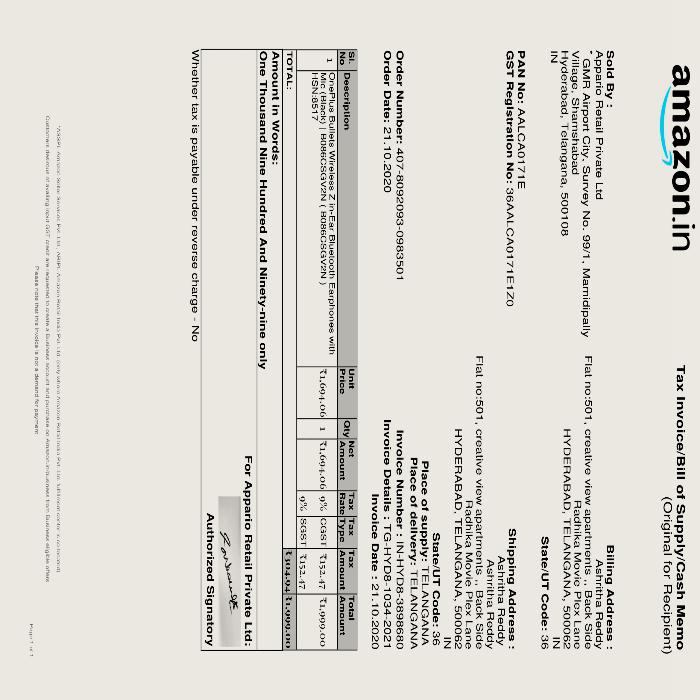 amazon.in
Tax Invoice/Bill of Supply/Cash Memo
(Original for Recipient)
Sold By :
Appario Retail Private Ltd
* GMR Airport City, Survey No. 99/1, Mamidipally
Village, Shamshabad
Hyderabad, Telangana, 500108
IN
Billing Address :
Ashritha Reddy
Flat no:501, creative view apartments ,, Back Side
Radhika Movie Plex Lane
HYDERABAD, TELANGANA, 500062
IN
State/UT Code: 36
PAN No: AALCA0171E
GST Registration No: 36AALCA0171E1Z0
Shipping Address :
Ashritha Reddy
Ashritha Reddy
Flat no:501, creative view apartments ,, Back Side
Radhika Movie Plex Lane
HYDERABAD, TELANGANA, 500062
IN
State/UT Code: 36
Place of supply: TELANGANA
Place of delivery: TELANGANA
Order Number: 407-8092093-0983501
Order Date: 21.10.2020
Invoice Number : IN-HYD8-3898680
Invoice Details : TG-HYD8-1034-2021
Invoice Date : 21.10.2020
Sl. No Description Unit Price Qty Net Amount Tax Rate Tax Type Tax Amount Total Amount
1 OnePlus Bullets Wireless Z in-Ear Bluetooth Earphones with ₹1,694.06 1 ₹1,694.06 9% CGST ₹152.47 ₹1,999.00
Mic (Black) | B086CSGV2N ( B086CSGV2N )
HSN:8517 9% SGST ₹152.47
TOTAL: ₹304.94 ₹1,999.00
Amount in Words:
One Thousand Nine Hundred And Ninety-nine only
For Appario Retail Private Ltd:
Authorized Signatory
Whether tax is payable under reverse charge - No
Please note that this invoice is not a demand for payment
Page 1 of 1